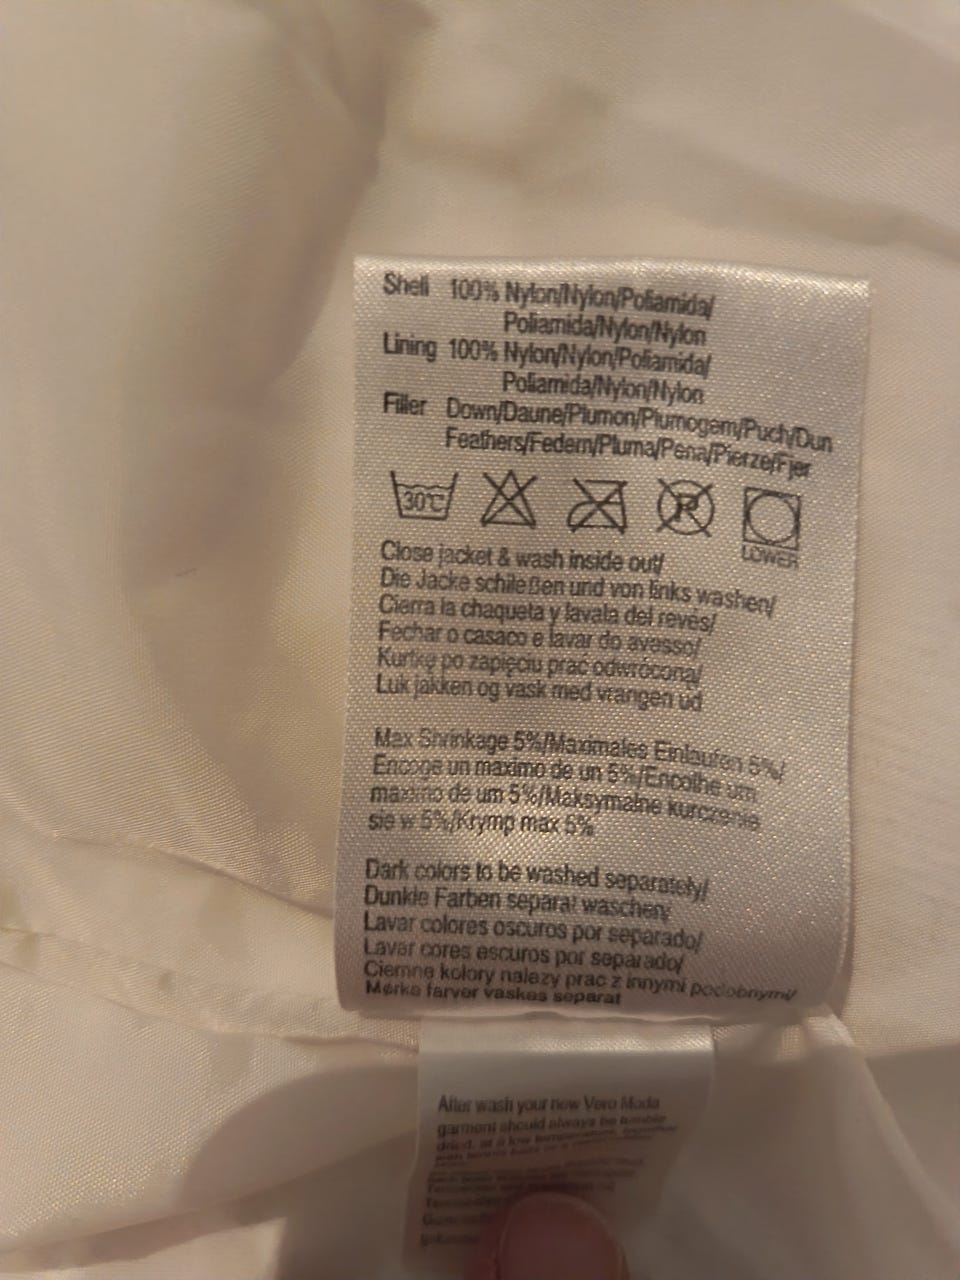 Shell 100% Nylon/Nylon/Poliamida/
Poliamida/Nylon/Nylon
Lining 100% Nylon/Nylon/Poliamida/
Poliamida/Nylon/Nylon
Filler Down/Daune/Plumon/Plumogem/Puch/Dun
Feathers/Federn/Pluma/Pena/Pierze/Fjer
30°C P
LOWER
Close jacket & wash inside out/
Die Jacke schileßen und von links washen/
Cierra la chaqueta y lavala del revés/
Fechar o casaco e lavar do avesso/
Kurtkę po zapięciu prać odwróconą/
Luk jakken og vask med vrangen ud
Max Shrinkage 5%/Maximales Einlaufen 5%/
Encoge un maximo de un 5%/Encolhe um
maximo de um 5%/Maksymalne kurczenie
sie w 5%/Krymp max 5%
Dark colors to be washed separately/
Dunkle Farben separat waschen/
Lavar colores oscuros por separado/
Lavar cores escuros por separado/
Ciemne kolory nalezy prac z innymi podobnymi/
Mørke farver vaskes separat
After wash your new Vero Moda
garment should always be tumble
dried, at a low temperature, together
with tennis balls